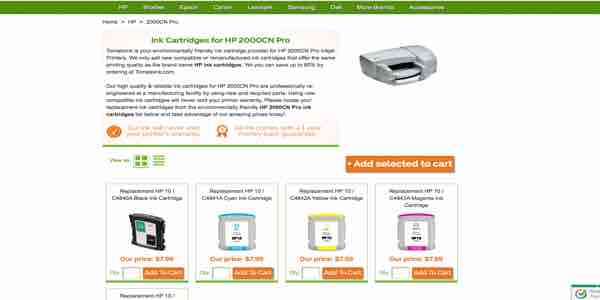 HP Brother Epson Canon Lexmark Samsung Dell More Brands Accessories
Home > HP > 2000CN Pro
Ink Cartridges for HP 2000CN Pro
Tomatoink is your environmentally friendly ink cartridge provider for HP 2000CN Pro Inkjet
Printers. We only sell new compatible or remanufactured ink cartridges that offer the same
printing quality as the brand name HP ink cartridges. Yet you can save up to 80% by
ordering at TomatoInk.com.
Our high quality & reliable ink cartridges for HP 2000CN Pro are professionally re-
engineered at a manufacturing facility by using new and recycled parts. Using new
compatible ink cartridges will never void your printer warranty. Please locate your
replacement ink cartridges from the environmentally friendly HP 2000CN Pro ink
cartridges list below and take advantage of our amazing prices today!
Our ink will never void
your printer's warranty.
All ink comes with a 1 year
money back guarantee.
View as:
+ Add selected to cart
Replacement HP 10 /
C4840A Black Ink Cartridge
Our price: $7.99
Qty: Add To Cart
Replacement HP 10 /
C4841A Cyan Ink Cartridge
Our price: $7.99
Qty: Add To Cart
Replacement HP 10 /
C4842A Yellow Ink Cartridge
Our price: $7.99
Qty: Add To Cart
Replacement HP 10 /
C4843A Magenta Ink
Cartridge
Our price: $7.99
Qty: Add To Cart
Replacement HP 11 /